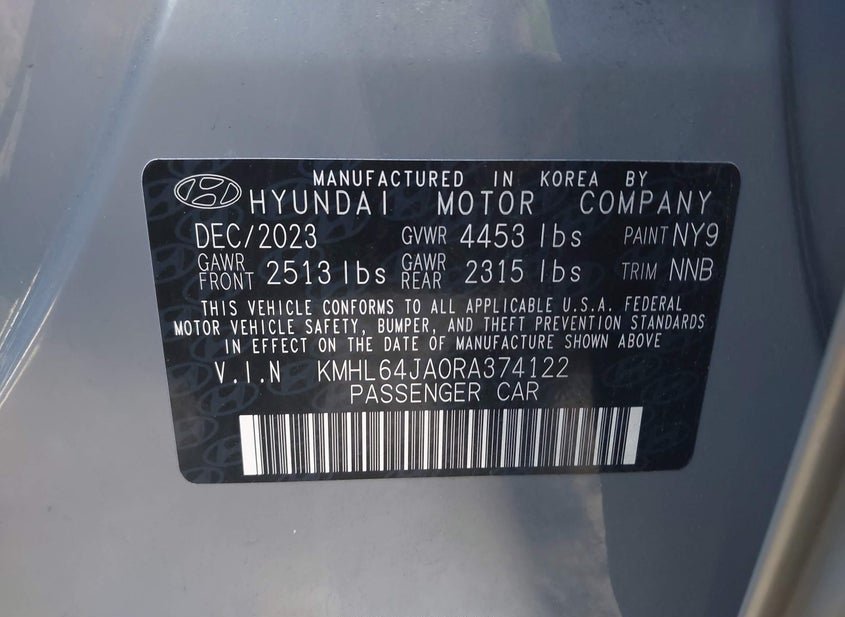 MANUFACTURED IN KOREA BY
HYUNDAI MOTOR COMPANY
DEC/2023 GVWR 4453 lbs PAINT NY9
GAWR FRONT 2513 lbs GAWR REAR 2315 lbs TRIM NNB
THIS VEHICLE CONFORMS TO ALL APPLICABLE U.S.A. FEDERAL
MOTOR VEHICLE SAFETY, BUMPER, AND THEFT PREVENTION STANDARDS
IN EFFECT ON THE DATE OF MANUFACTURE SHOWN ABOVE
V.I.N KMHL64JA0RA374122
PASSENGER CAR